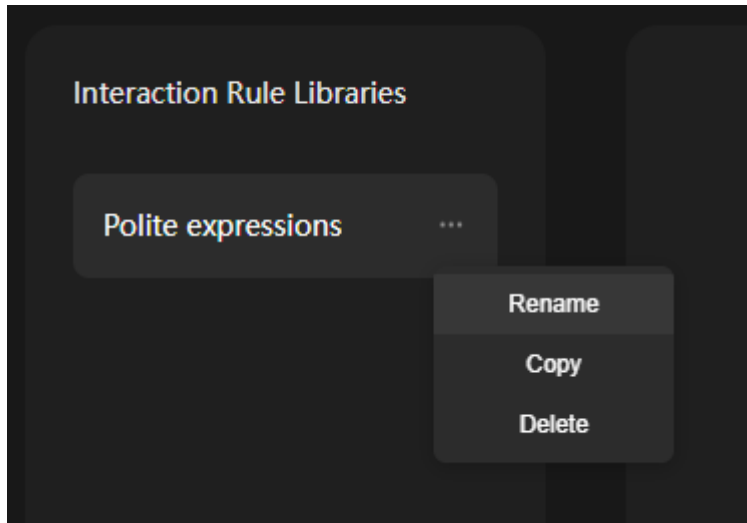 Interaction Rule Libraries
Polite expressions
Rename
Copy
Delete